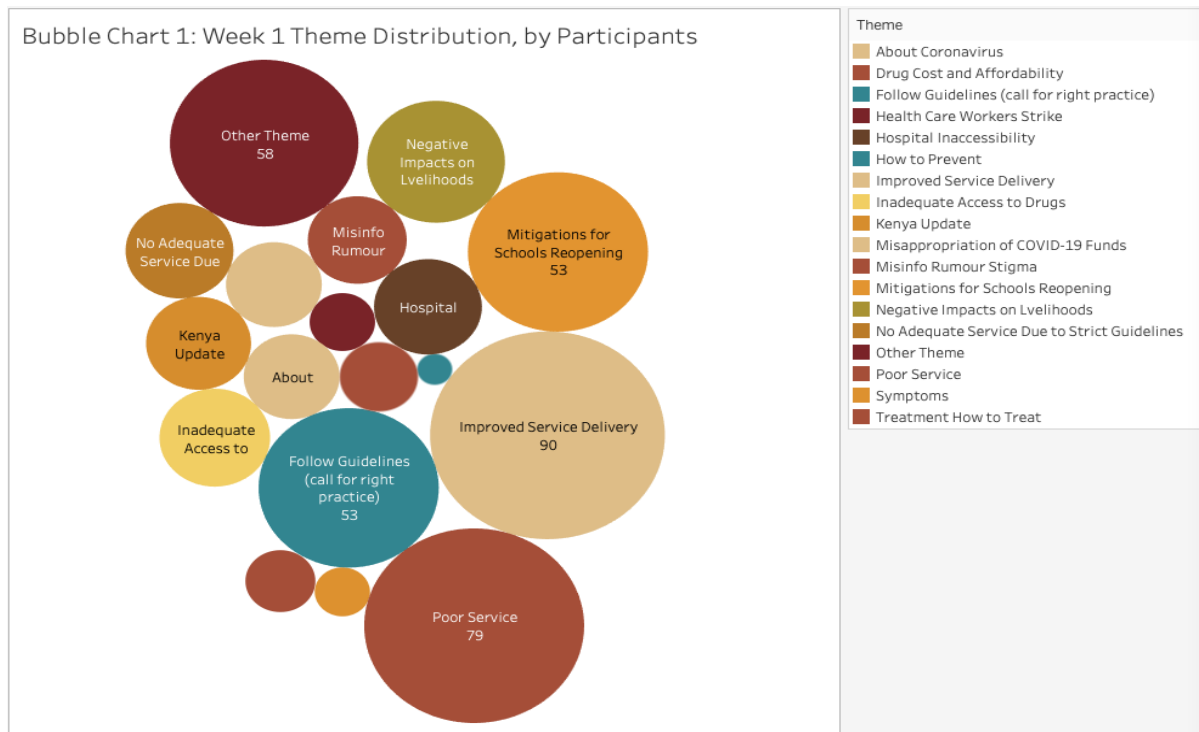 Bubble Chart 1: Week 1 Theme Distribution, by Participants
Other Theme
58
Negative
Impacts on
Lvelihoods
Mitigations for
Schools Reopening
53
No Adequate
Service Due
Misinfo
Rumour
Hospital
Kenya
Update
About
Inadequate
Access to
Improved Service Delivery
90
Follow Guidelines
(call for right
practice)
53
Poor Service
79
Theme
About Coronavirus
Drug Cost and Affordability
Follow Guidelines (call for right practice)
Health Care Workers Strike
Hospital Inaccessibility
How to Prevent
Improved Service Delivery
Inadequate Access to Drugs
Kenya Update
Misappropriation of COVID-19 Funds
Misinfo Rumour Stigma
Mitigations for Schools Reopening
Negative Impacts on Lvelihoods
No Adequate Service Due to Strict Guidelines
Other Theme
Poor Service
Symptoms
Treatment How to Treat